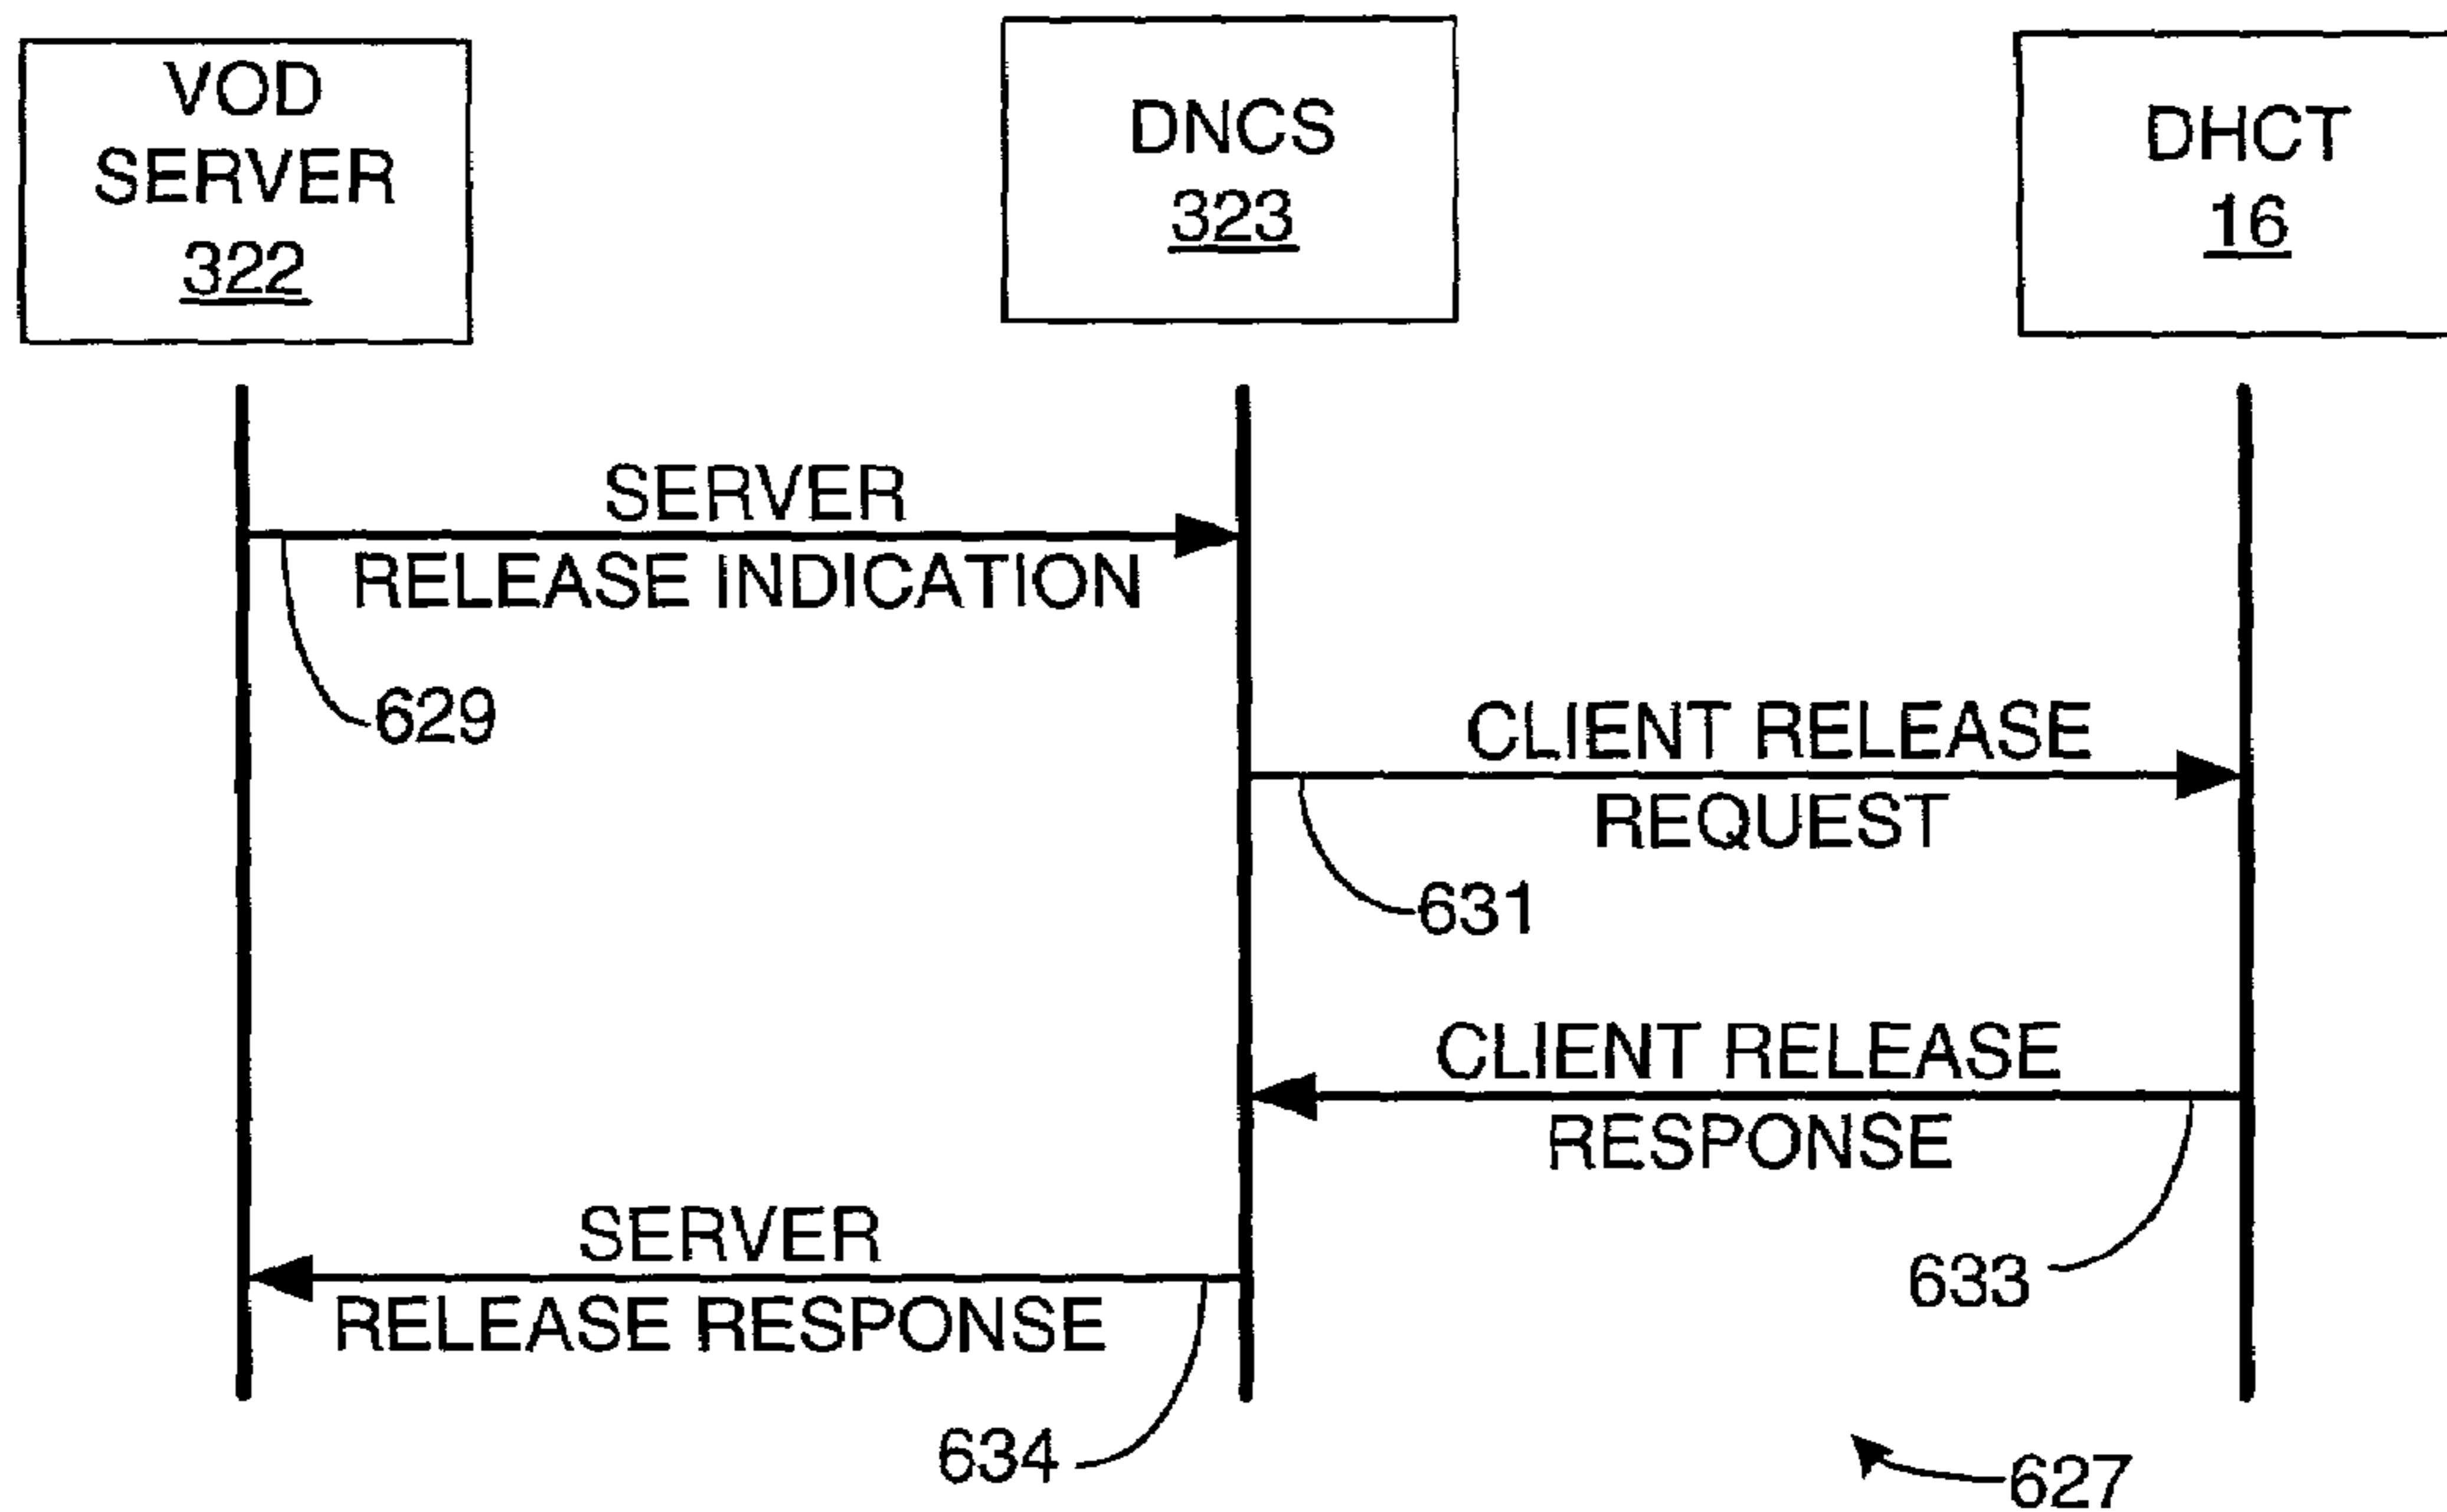 VOD
SERVER
322
DNCS
323
DHCT
16
SERVER
RELEASE INDICATION
629
CLIENT RELEASE
REQUEST
631
CLIENT RELEASE
RESPONSE
633
SERVER
RELEASE RESPONSE
634
627